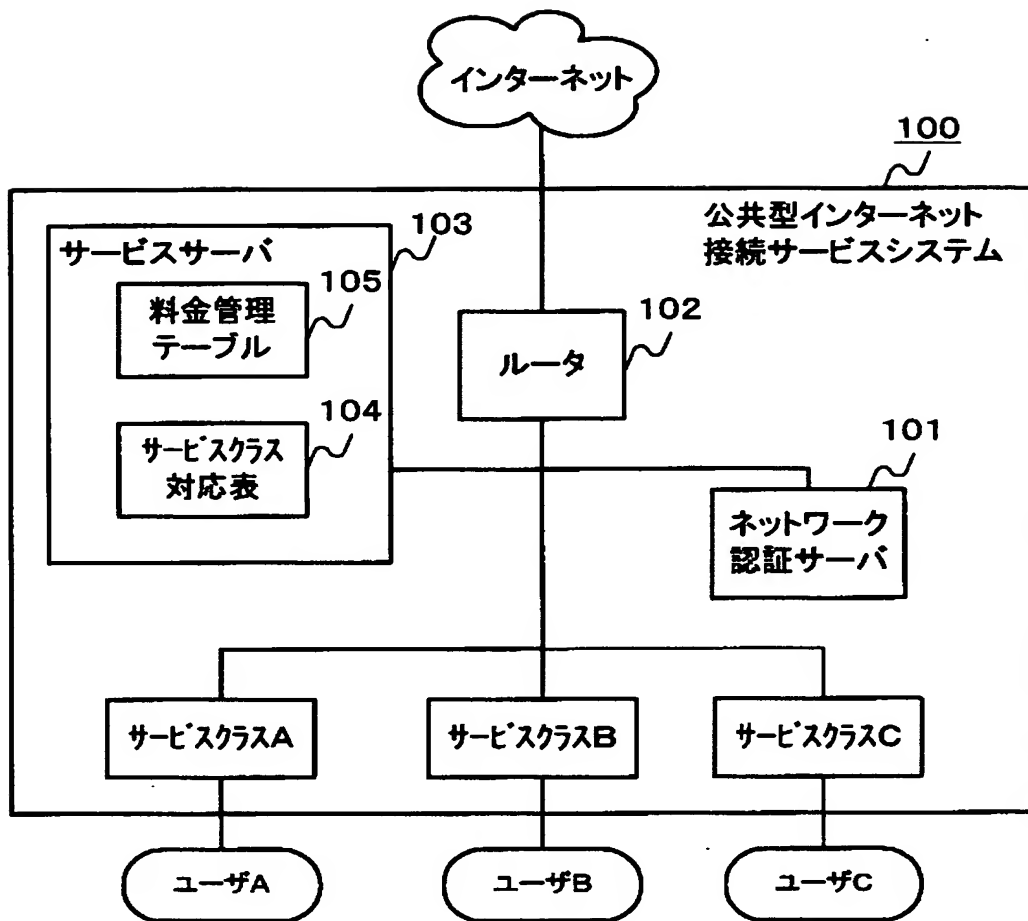 インターネット
100
公共型インターネット
接続サービスシステム
サービスサーバ
103
料金管理
テーブル
105
ルータ
102
サービスクラス
対応表
104
ネットワーク
認証サーバ
101
サービスクラスA
サービスクラスB
サービスクラスC
ユーザA
ユーザB
ユーザC